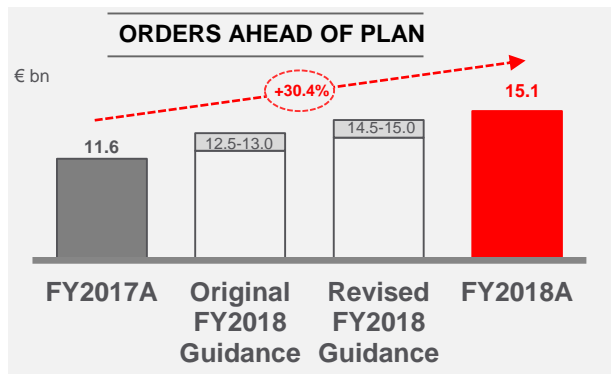 ORDERS AHEAD OF PLAN
€ bn
+30.4%
11.6
12.5-13.0
14.5-15.0
15.1
FY2017A
Original
FY2018
Guidance
Revised
FY2018
Guidance
FY2018A